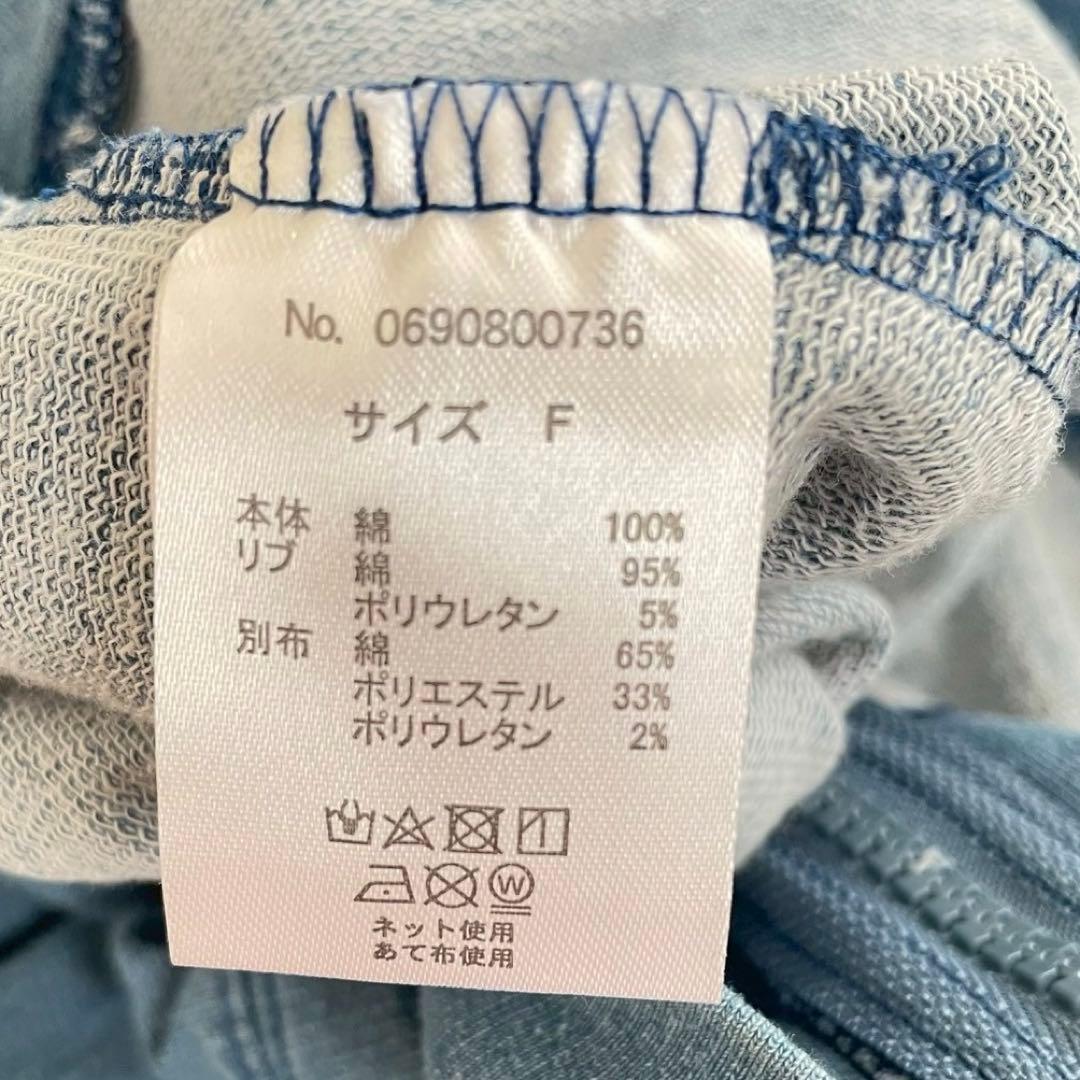 No. 0690800736
サイズ F
本体 綿 100%
リブ 綿 95%
ポリウレタン 5%
別布 綿 65%
ポリエステル 33%
ポリウレタン 2%
W
ネット使用
あて布使用